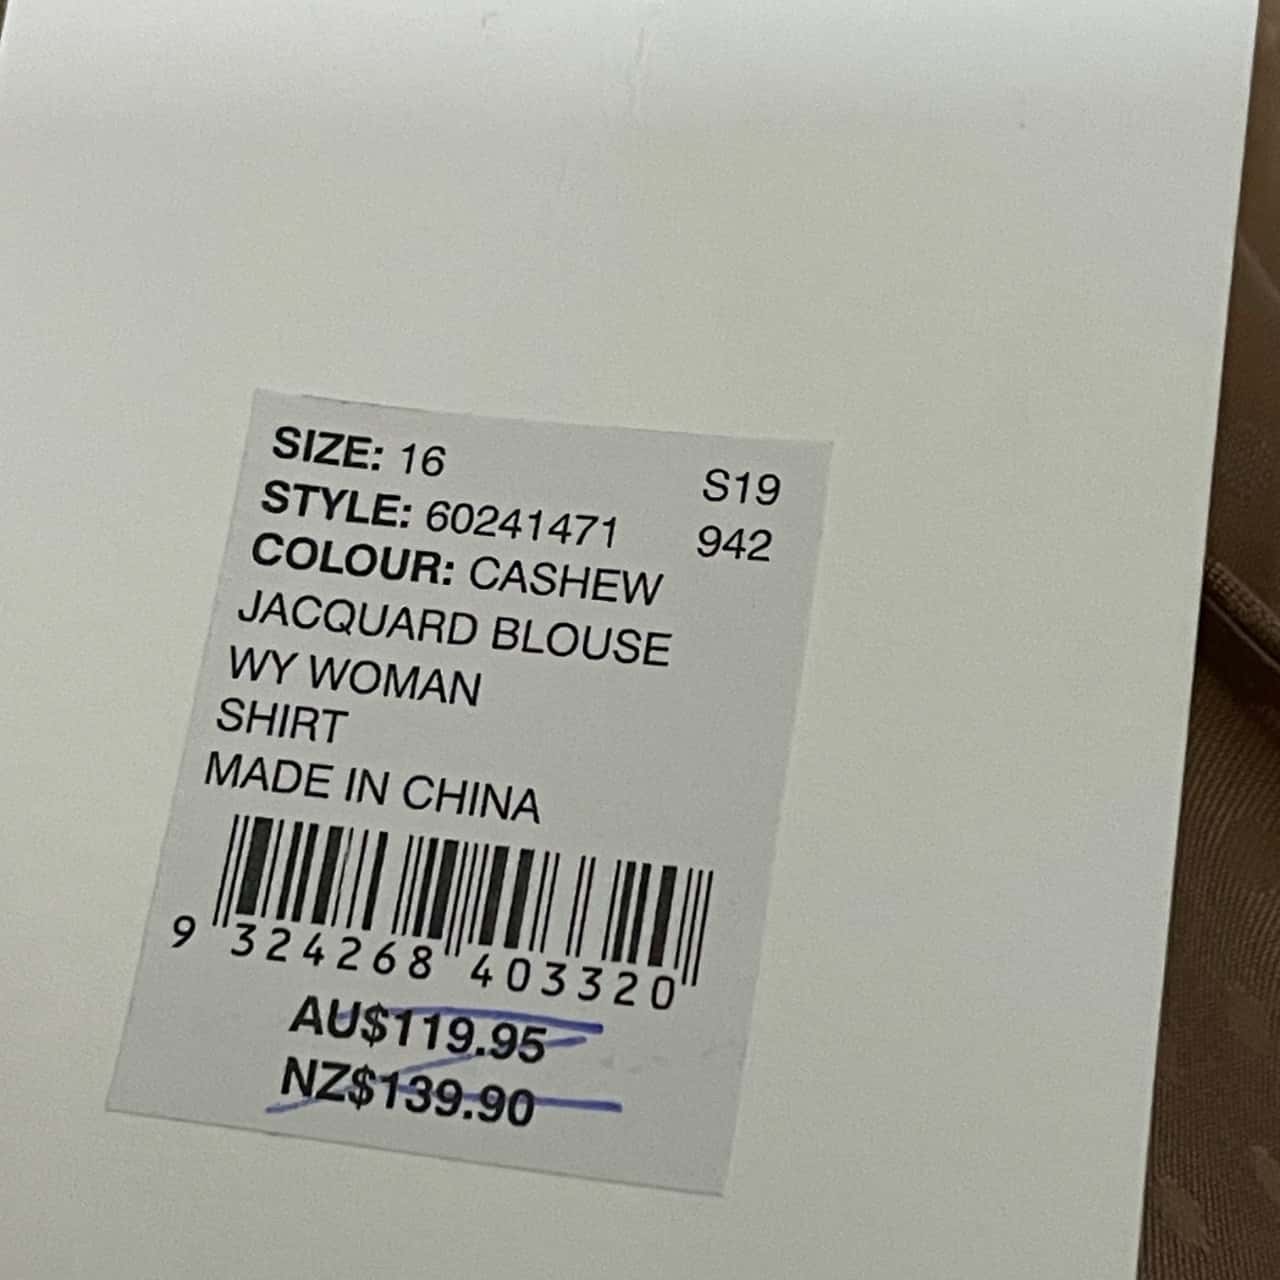 SIZE: 16 S19
STYLE: 60241471 942
COLOUR: CASHEW
JACQUARD BLOUSE
WY WOMAN
SHIRT
MADE IN CHINA
9 324268 403320
AU$119.95
NZ$139.90